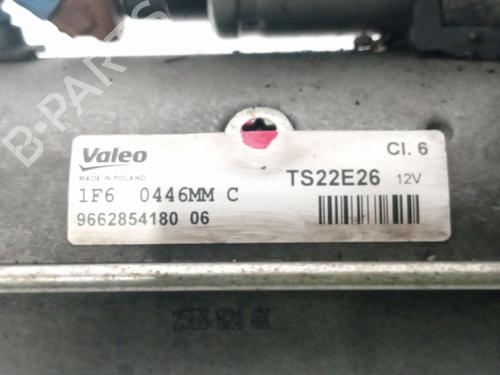 B-PARTS
Valeo
Cl. 6
MADE IN POLAND
TS22E26 12V
1F6 0446MM C
9662854180 06